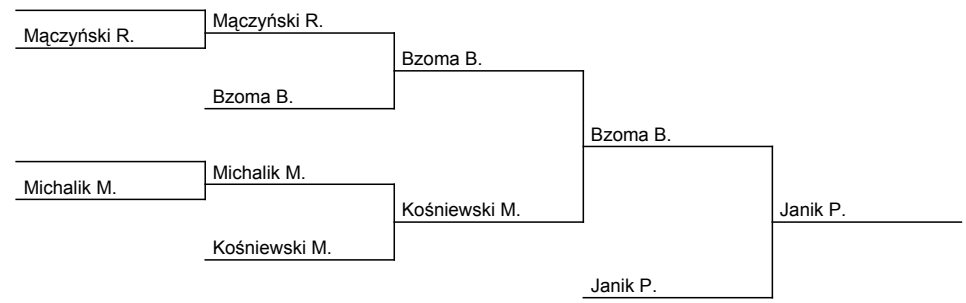 Mączyński R.
Mączyński R.
Bzoma B.
Bzoma B.
Michalik M.
Michalik M.
Kośniewski M.
Kośniewski M.
Bzoma B.
Janik P.
Janik P.